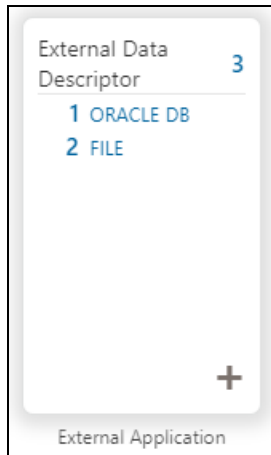 External Data
Descriptor 3
1 ORACLE DB
2 FILE
+
External Application